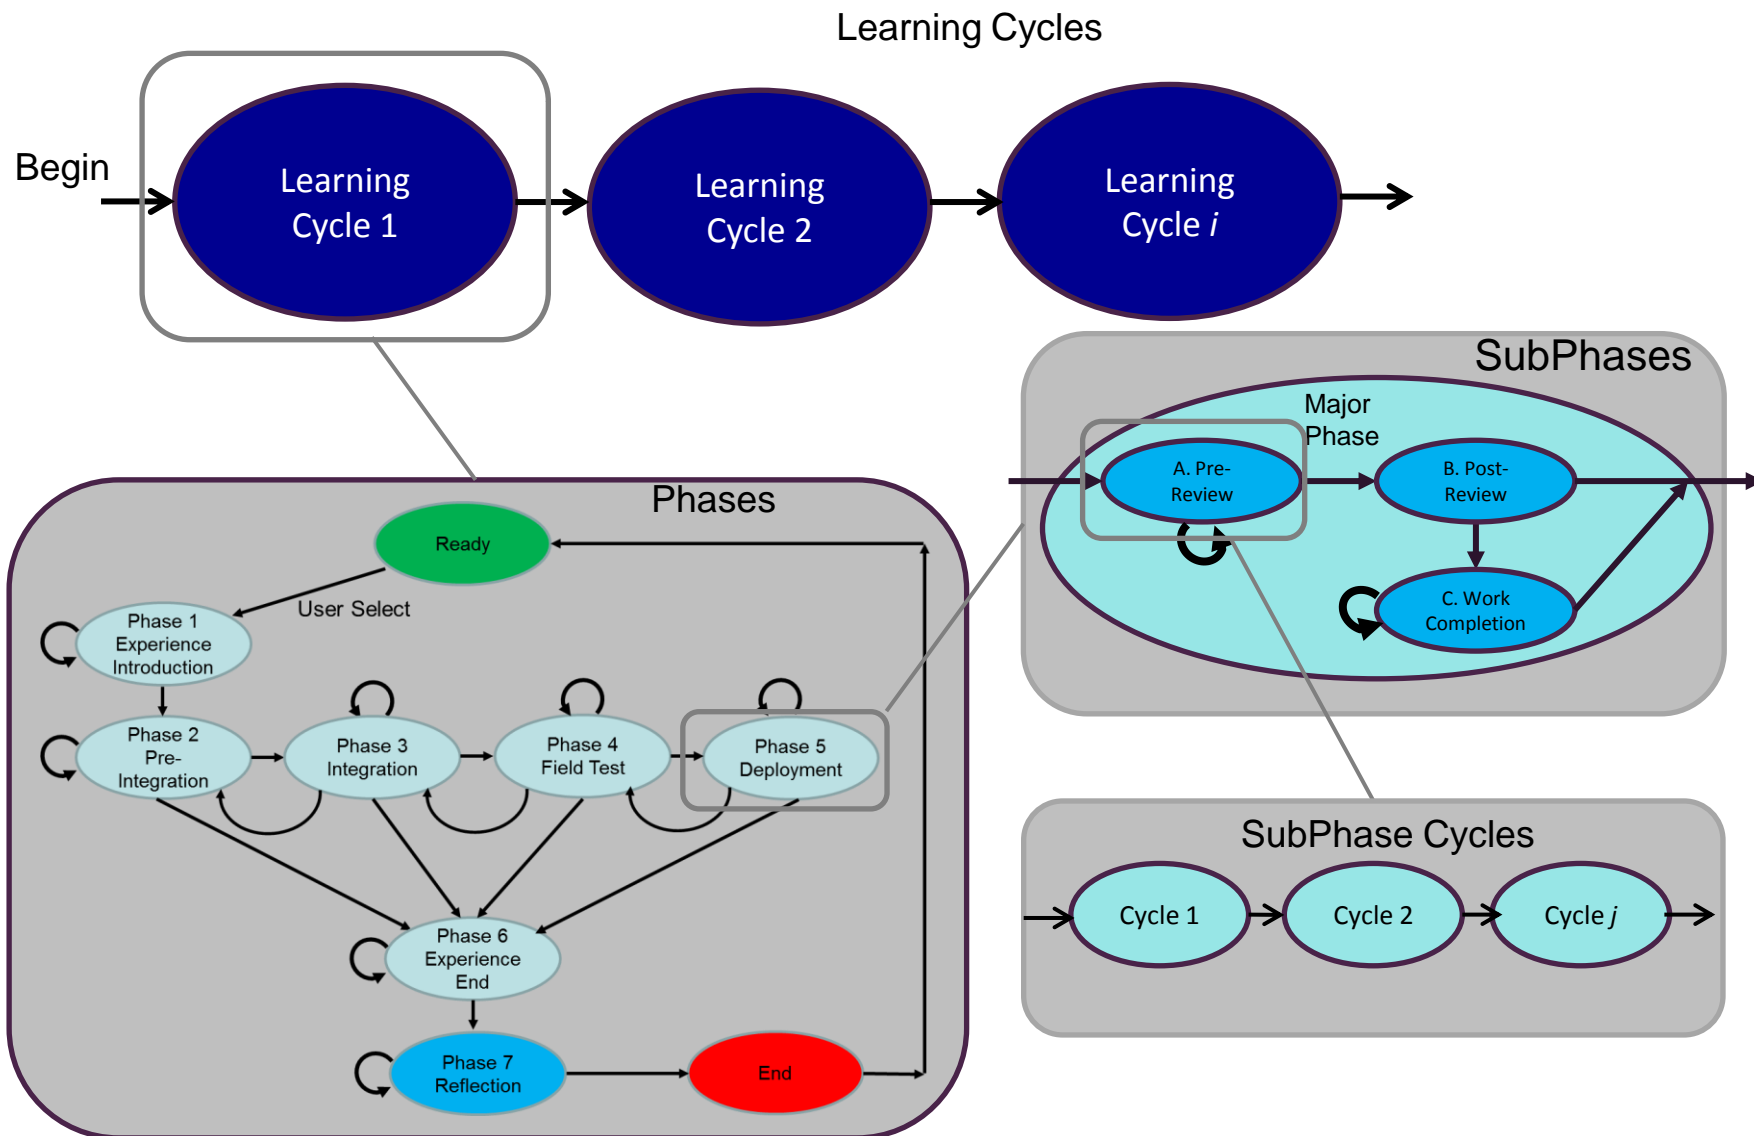 Learning Cycles
Begin
Learning
Cycle 1
Learning
Cycle 2
Learning
Cycle i
SubPhases
Major
Phase
A. Pre-
Review
B. Post-
Review
C. Work
Completion
Phases
Ready
User Select
Phase 1
Experience
Introduction
Phase 2
Pre-
Integration
Phase 3
Integration
Phase 4
Field Test
Phase 5
Deployment
Phase 6
Experience
End
Phase 7
Reflection
End
SubPhase Cycles
Cycle 1
Cycle 2
Cycle j